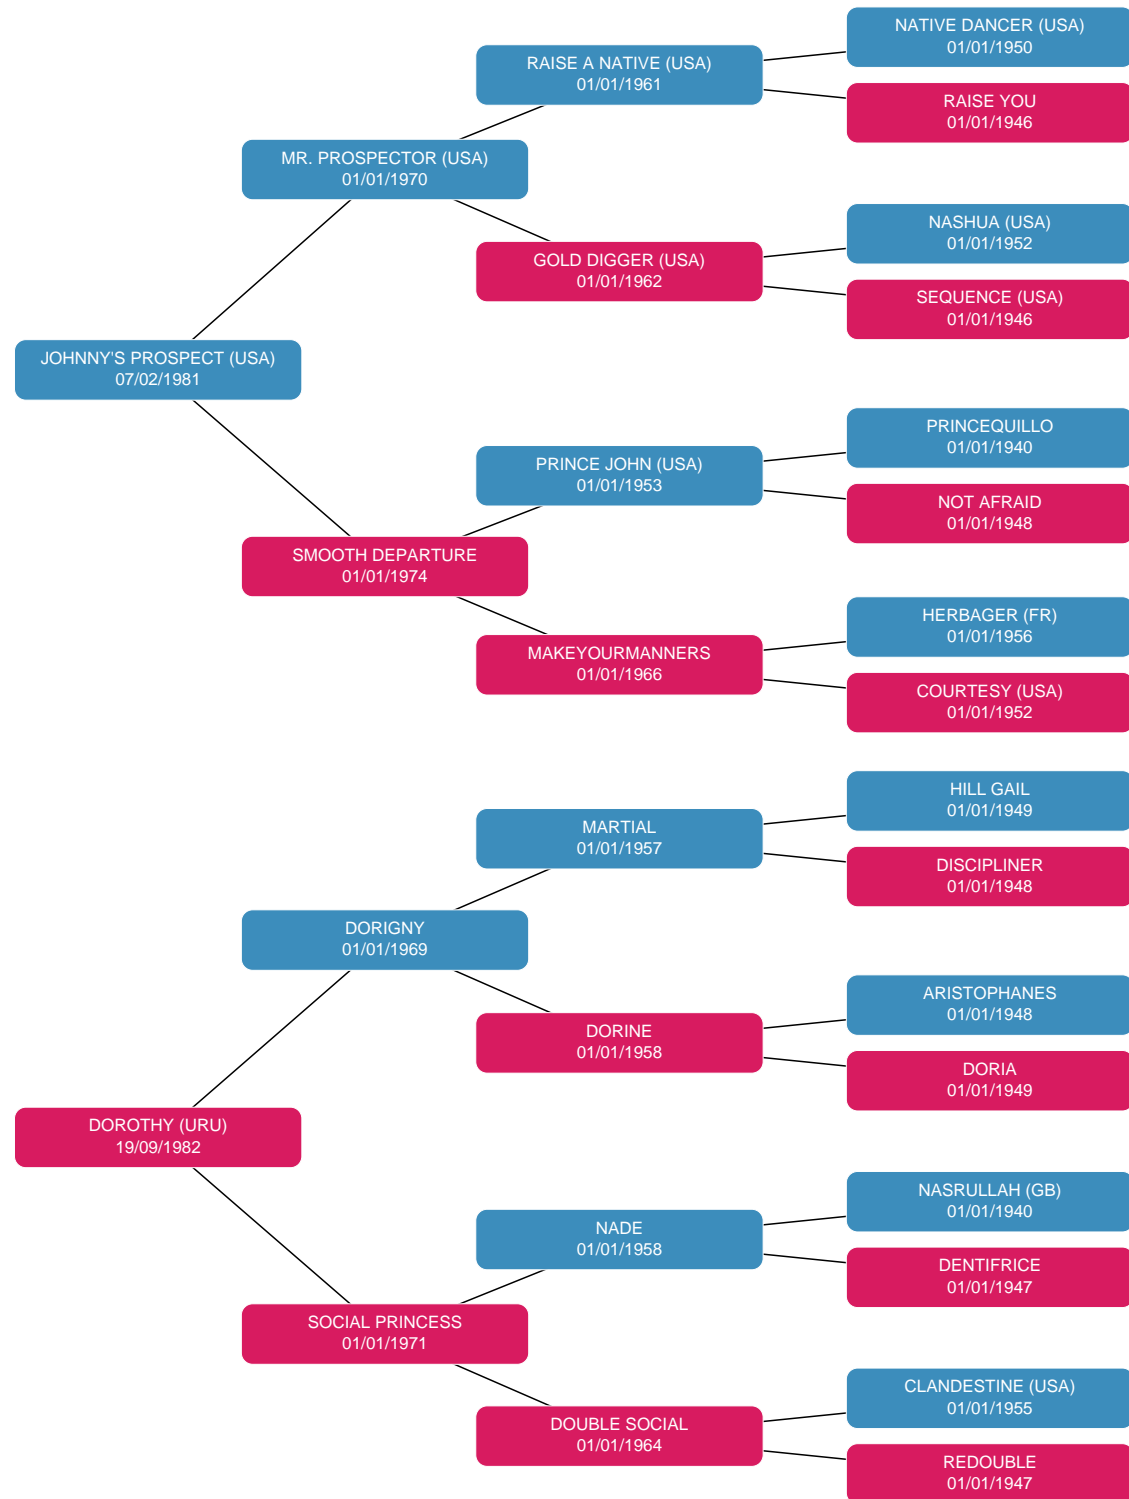 NATIVE DANCER (USA)
01/01/1950
RAISE A NATIVE (USA)
01/01/1961
RAISE YOU
01/01/1946
MR. PROSPECTOR (USA)
01/01/1970
NASHUA (USA)
01/01/1952
GOLD DIGGER (USA)
01/01/1962
SEQUENCE (USA)
01/01/1946
JOHNNY'S PROSPECT (USA)
07/02/1981
PRINCEQUILLO
01/01/1940
PRINCE JOHN (USA)
01/01/1953
NOT AFRAID
01/01/1948
SMOOTH DEPARTURE
01/01/1974
HERBAGER (FR)
01/01/1956
MAKEYOURMANNERS
01/01/1966
COURTESY (USA)
01/01/1952
HILL GAIL
01/01/1949
MARTIAL
01/01/1957
DISCIPLINER
01/01/1948
DORIGNY
01/01/1969
ARISTOPHANES
01/01/1948
DORINE
01/01/1958
DORIA
01/01/1949
DOROTHY (URU)
19/09/1982
NASRULLAH (GB)
01/01/1940
NADE
01/01/1958
DENTIFRICE
01/01/1947
SOCIAL PRINCESS
01/01/1971
CLANDESTINE (USA)
01/01/1955
DOUBLE SOCIAL
01/01/1964
REDOUBLE
01/01/1947